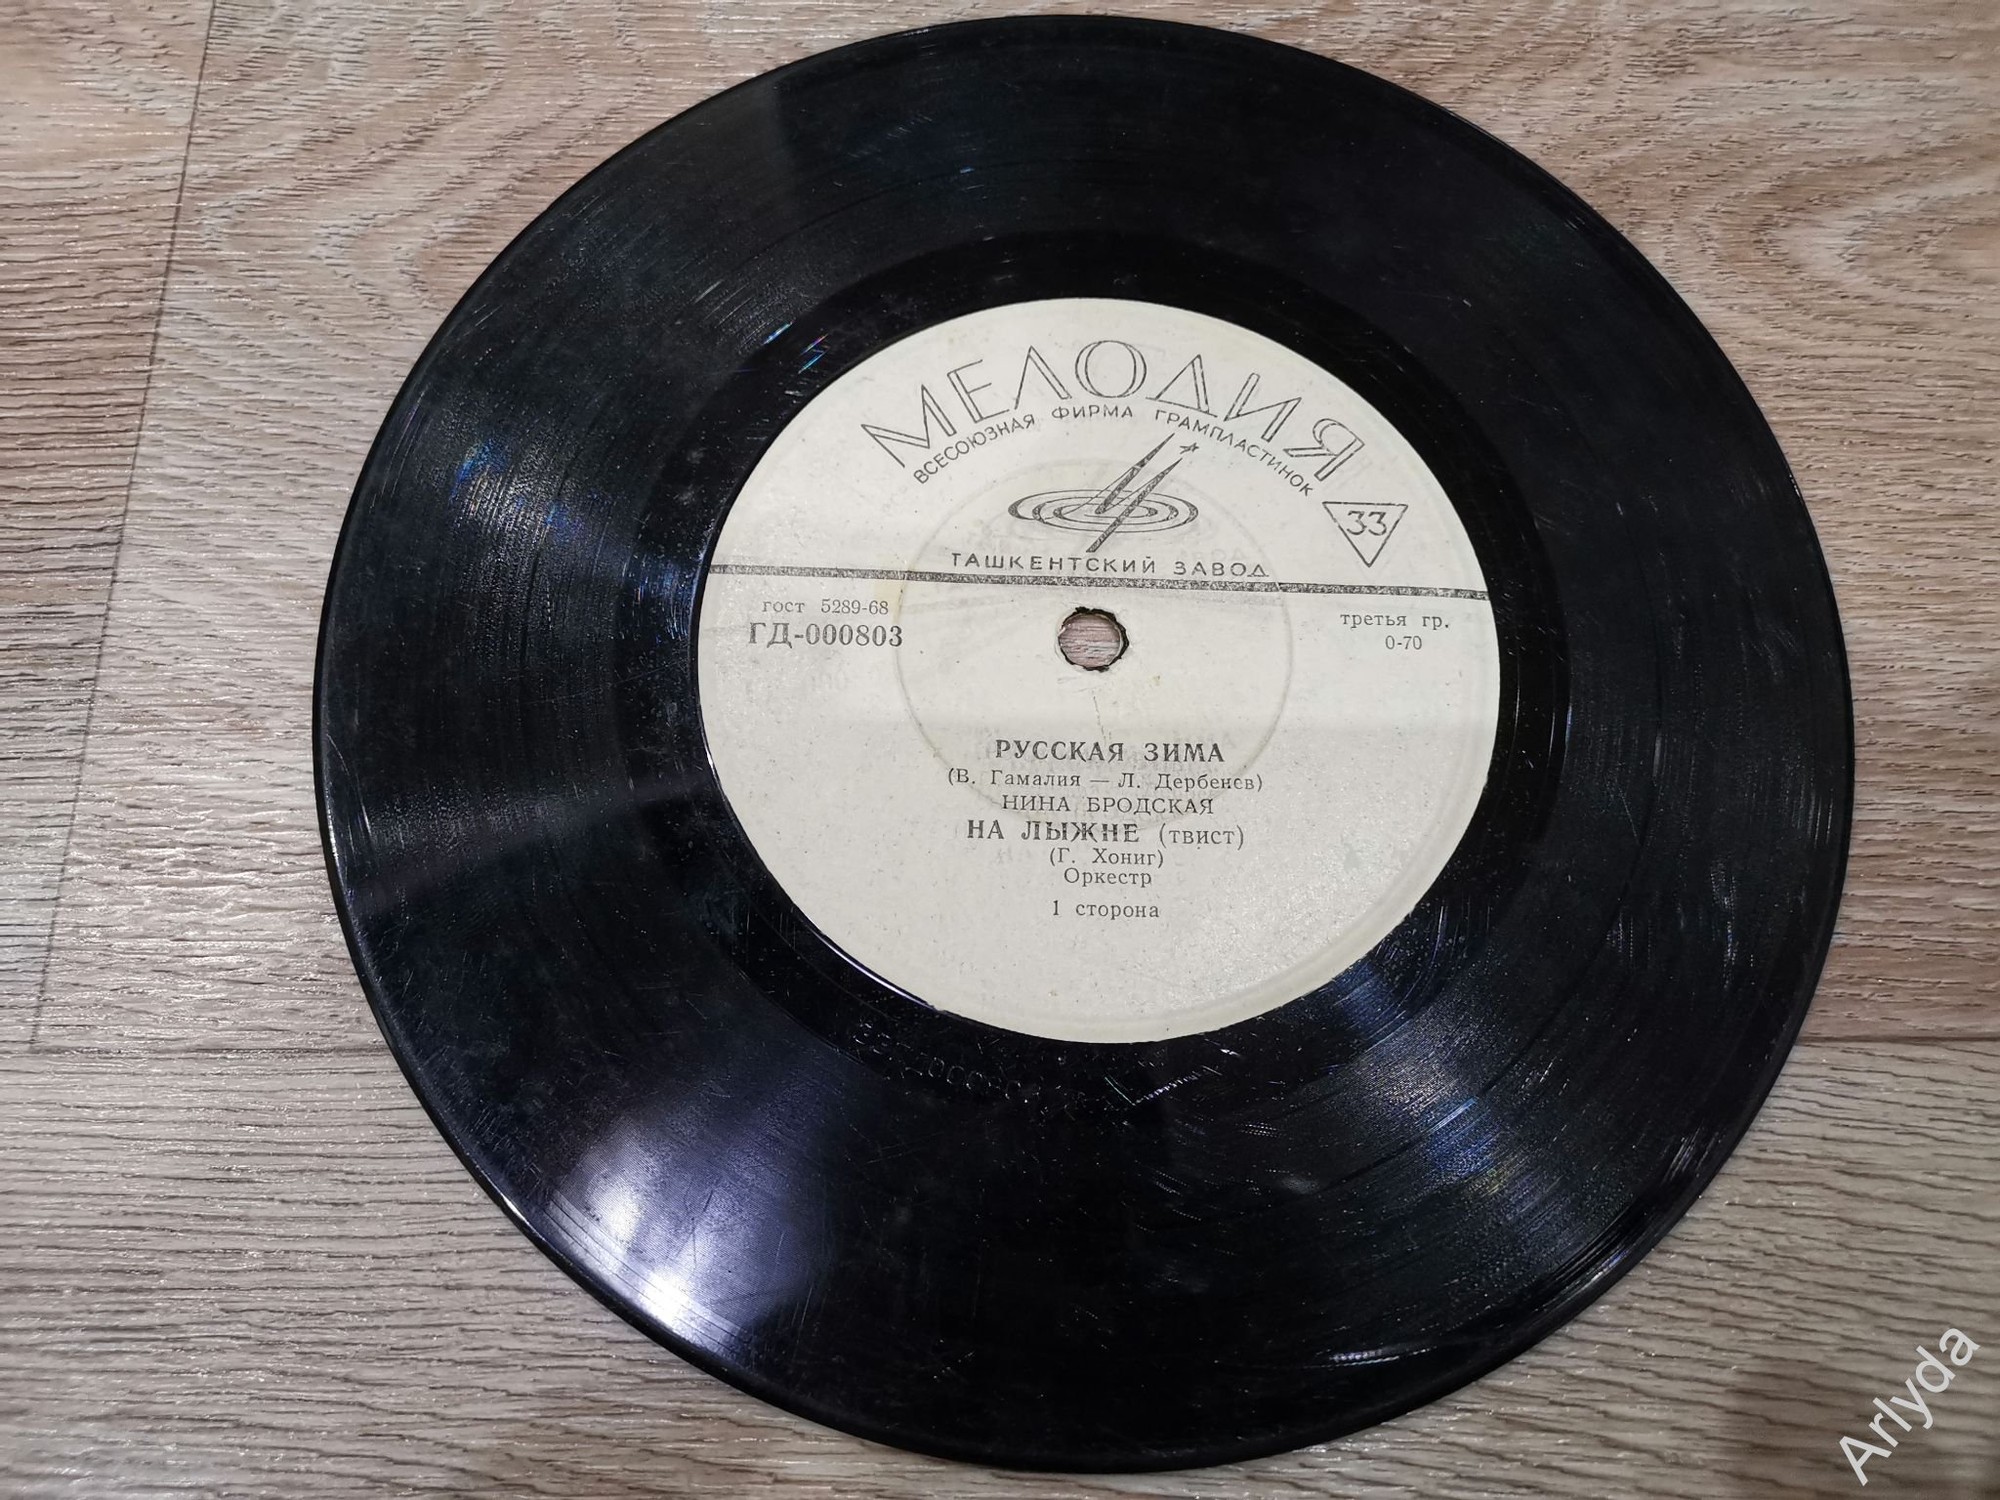 МЕЛОДИЯ
ВСЕСОЮЗНАЯ ФИРМА ГРАМПЛАСТИНОК
33
ТАШКЕНТСКИЙ ЗАВОД
гост 5289-68
ГД-000803
третья гр.
0-70
РУССКАЯ ЗИМА
(В. Гамалия — Л. Дербенев)
НИНА БРОДСКАЯ
НА ЛЫЖНЕ (твист)
(Г. Хониг)
Оркестр
1 сторона
Arlyda